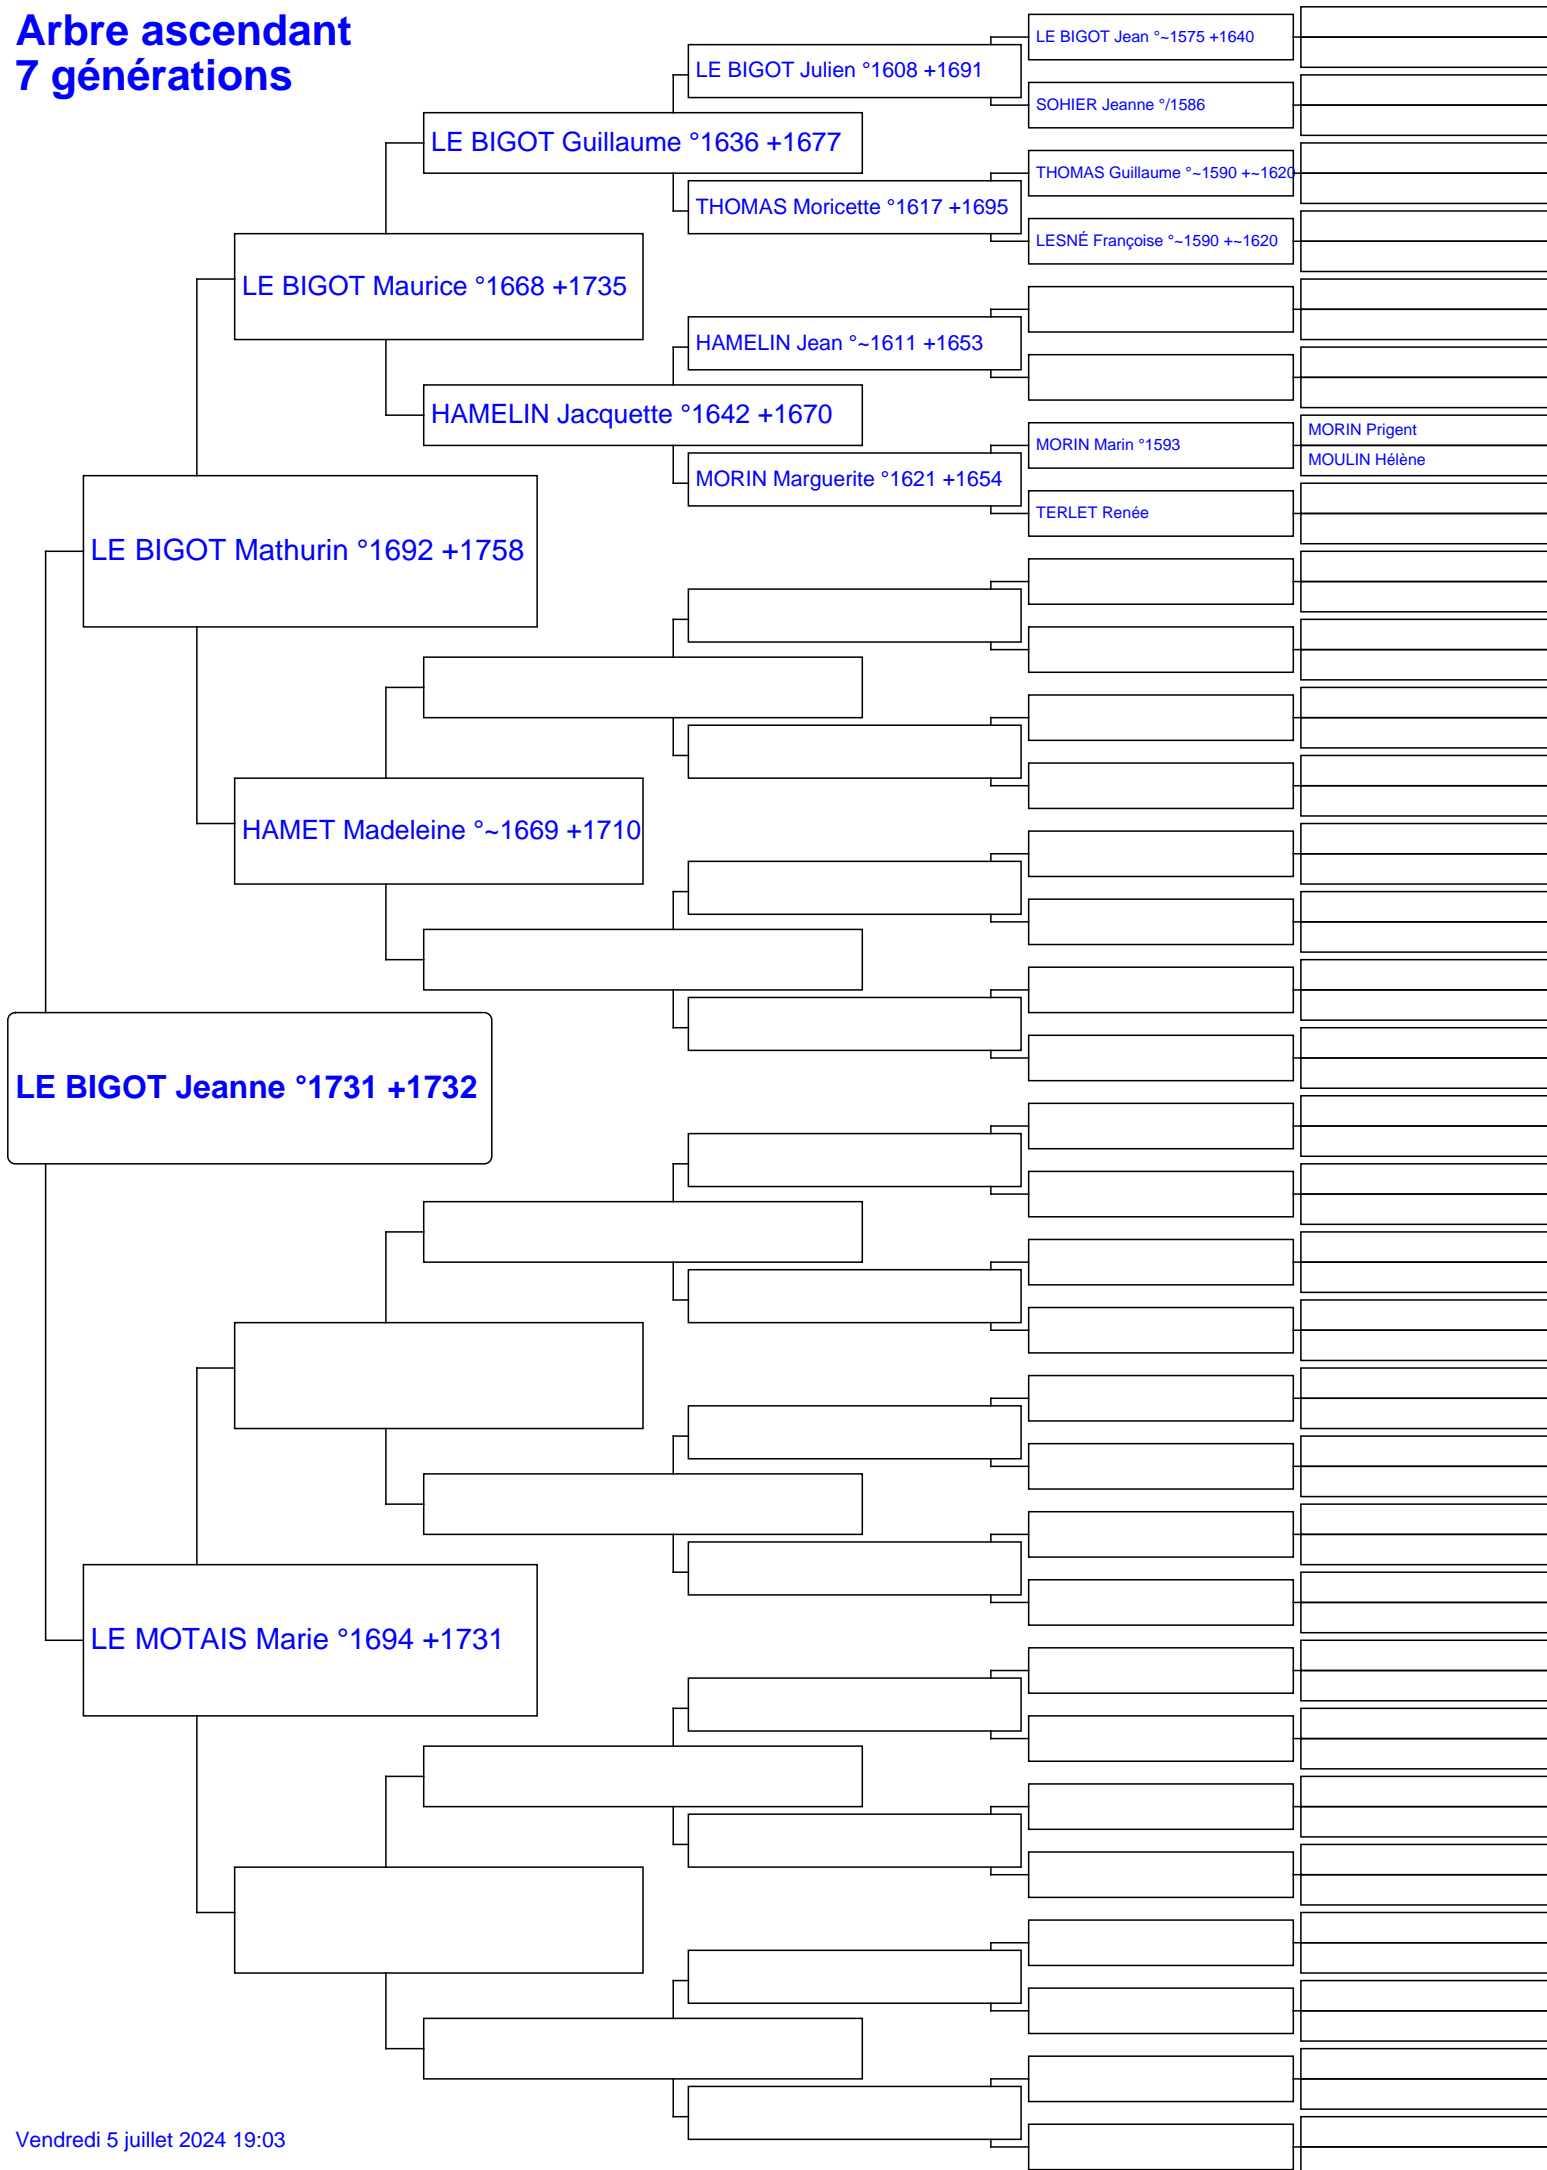 Arbre ascendant
7 générations
LE BIGOT Jean °~1575 +1640
LE BIGOT Julien °1608 +1691
SOHIER Jeanne °/1586
LE BIGOT Guillaume °1636 +1677
THOMAS Guillaume °~1590 +~1620
THOMAS Moricette °1617 +1695
LESNÉ Françoise °~1590 +~1620
LE BIGOT Maurice °1668 +1735
HAMELIN Jean °~1611 +1653
HAMELIN Jacquette °1642 +1670
MORIN Prigent
MORIN Marin °1593
MOULIN Hélène
MORIN Marguerite °1621 +1654
TERLET Renée
LE BIGOT Mathurin °1692 +1758
HAMET Madeleine °~1669 +1710
LE BIGOT Jeanne °1731 +1732
LE MOTAIS Marie °1694 +1731
Vendredi 5 juillet 2024 19:03